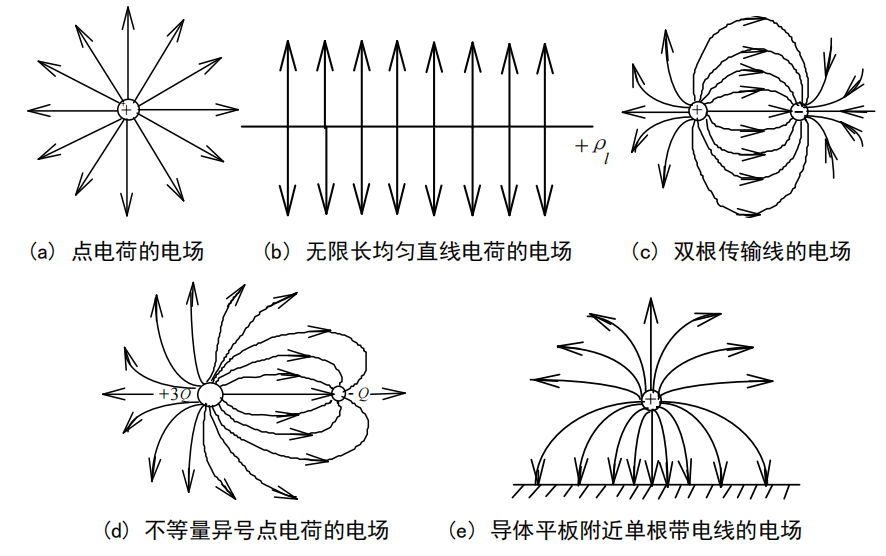 +
+ρl
+
-
(a) 点电荷的电场
(b) 无限长均匀直线电荷的电场
(c) 双根传输线的电场
+3Q
- Q
+
(d) 不等量异号点电荷的电场
(e) 导体平板附近单根带电线的电场